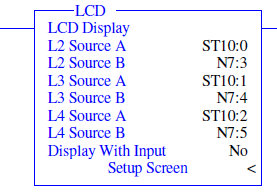 LCD
LCD Display
L2 Source A ST10:0
L2 Source B N7:3
L3 Source A ST10:1
L3 Source B N7:4
L4 Source A ST10:2
L4 Source B N7:5
Display With Input No
Setup Screen <